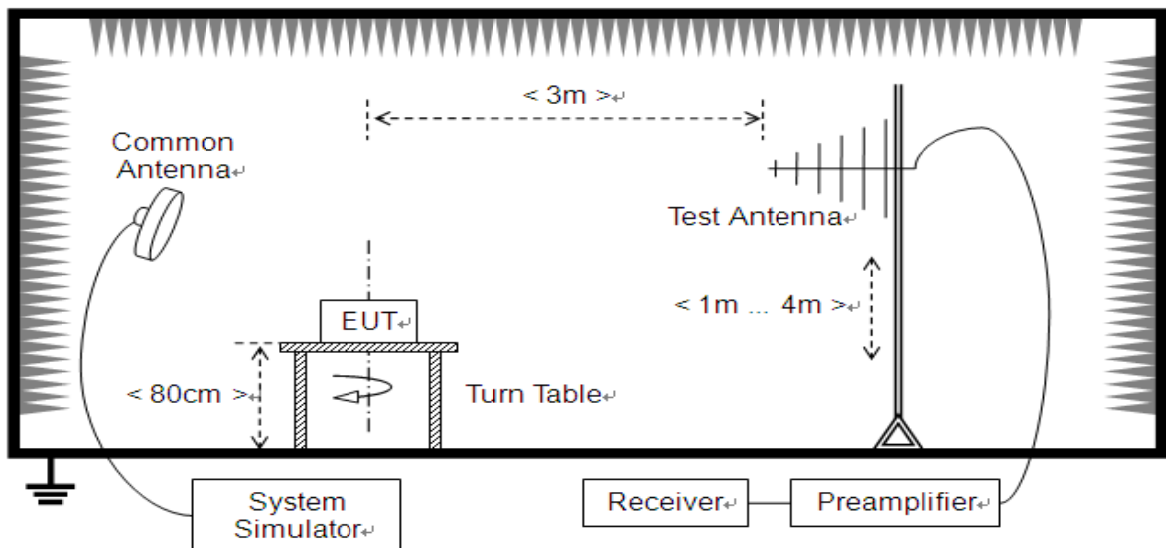 < 3m >↵
Common
Antenna↵
Test Antenna↵
< 1m ... 4m >↵
EUT↵
< 80cm >↵
Turn Table↵
System
Simulator↵
Receiver↵
Preamplifier↵